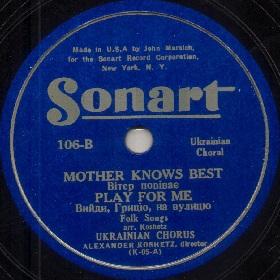 Made in U.S.A by John Marsich,
for the Sonart Record Corporation,
New York, N. Y.
Sonart
106-B
Ukrainian
Choral
MOTHER KNOWS BEST
Вітер повіває
PLAY FOR ME
Вийди, Грицю, на вулицю
Folk Songs
arr. Koshetz
UKRAINIAN CHORUS
ALEXANDER KOSHETZ, director
(K-05-A)